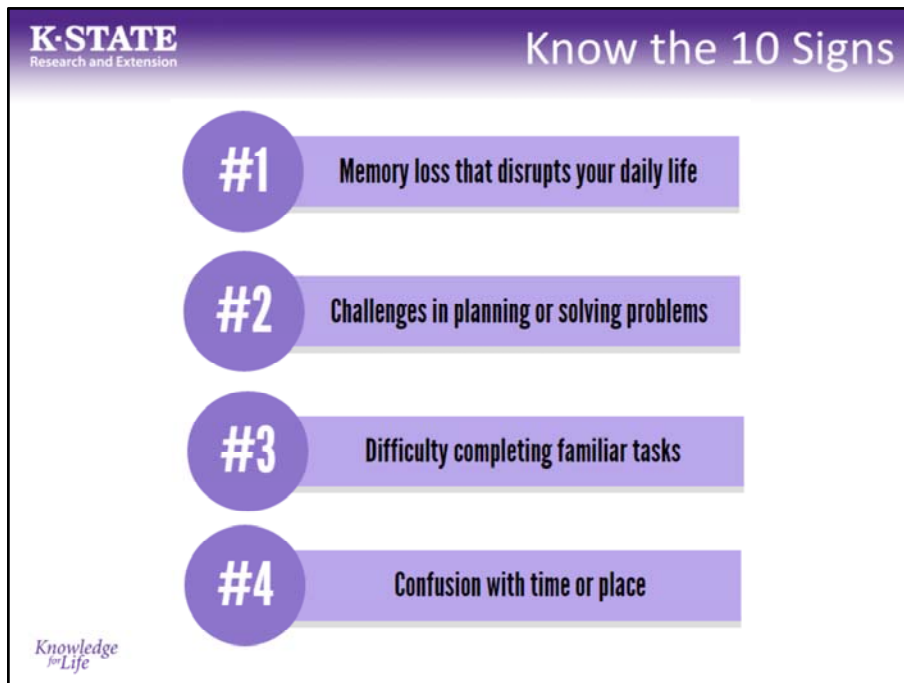 K·STATE
Research and Extension
Know the 10 Signs
#1
Memory loss that disrupts your daily life
#2
Challenges in planning or solving problems
#3
Difficulty completing familiar tasks
#4
Confusion with time or place
Knowledge
for Life